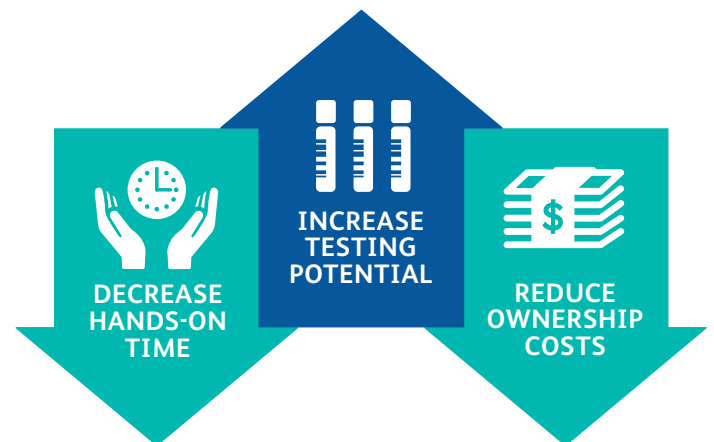 DECREASE
HANDS-ON
TIME
INCREASE
TESTING
POTENTIAL
$
REDUCE
OWNERSHIP
COSTS